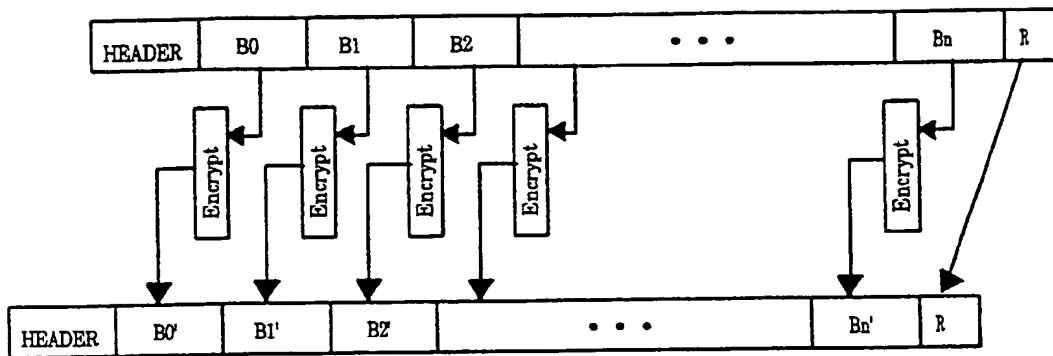 HEADER B0 B1 B2 • • • Bn R
Encrypt Encrypt Encrypt Encrypt Encrypt
HEADER B0' B1' B2' • • • Bn' R